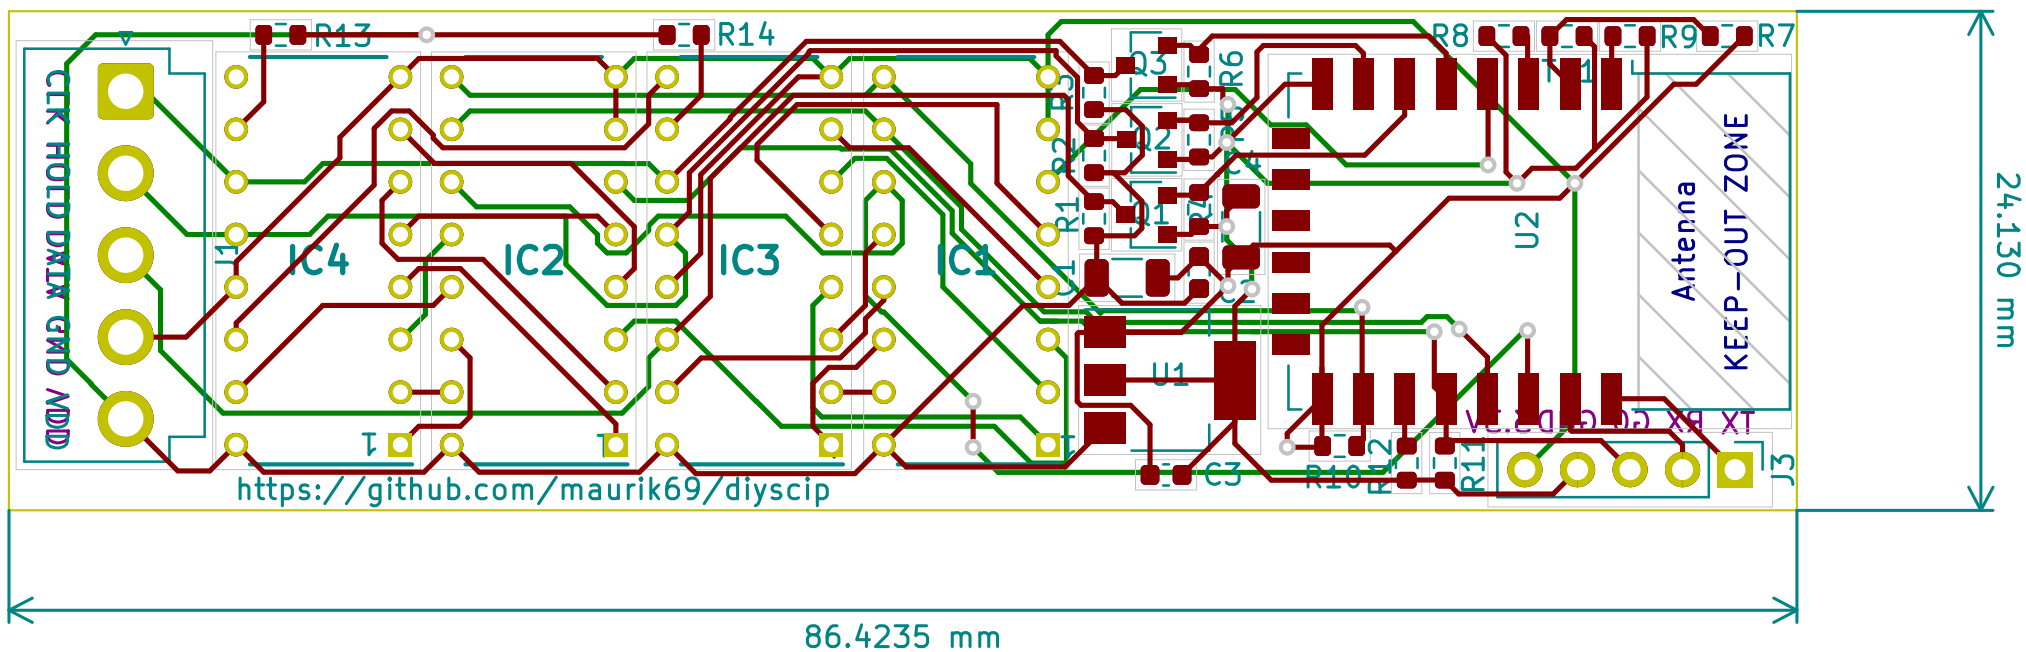 R13
R14
R8
R9
R7
Q3
R6
R3
Q2
R5
R2
Q1
R4
R1
C1
C2
CLK HOLD DATA GND VDD
J1
IC4
IC2
IC3
IC1
U2
Antenna
KEEP-OUT ZONE
U1
TX RX G0 GND 3.3V
1
R10
R12
R11
C3
J3
https://github.com/maurik69/diyscip
24.130 mm
86.4235 mm